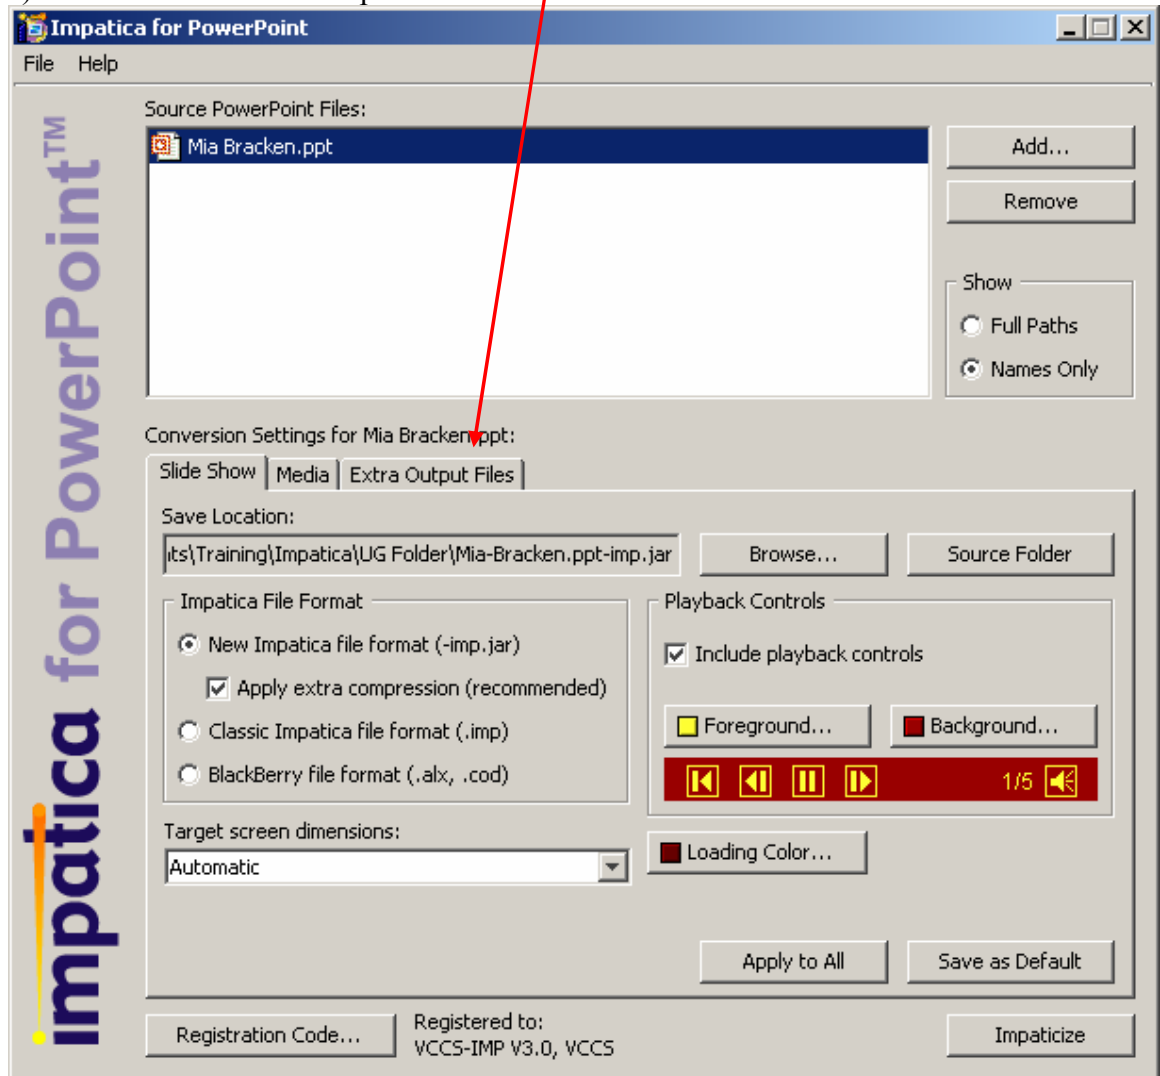 Impatica for PowerPoint
File Help
Source PowerPoint Files:
Mia Bracken.ppt
Add...
Remove
Show
Full Paths
Names Only
Conversion Settings for Mia Bracken.ppt:
Slide Show Media Extra Output Files
Save Location:
its\Training\Impatica\UG Folder\Mia-Bracken.ppt-imp.jar Browse... Source Folder
Impatica File Format
New Impatica file format (-imp.jar)
Apply extra compression (recommended)
Classic Impatica file format (.imp)
BlackBerry file format (.alx, .cod)
Playback Controls
Include playback controls
Foreground... Background...
1/5
Target screen dimensions:
Automatic
Loading Color...
Apply to All Save as Default
Registration Code...
Registered to:
VCCS-IMP V3.0, VCCS
Impaticize
impatica for PowerPoint™